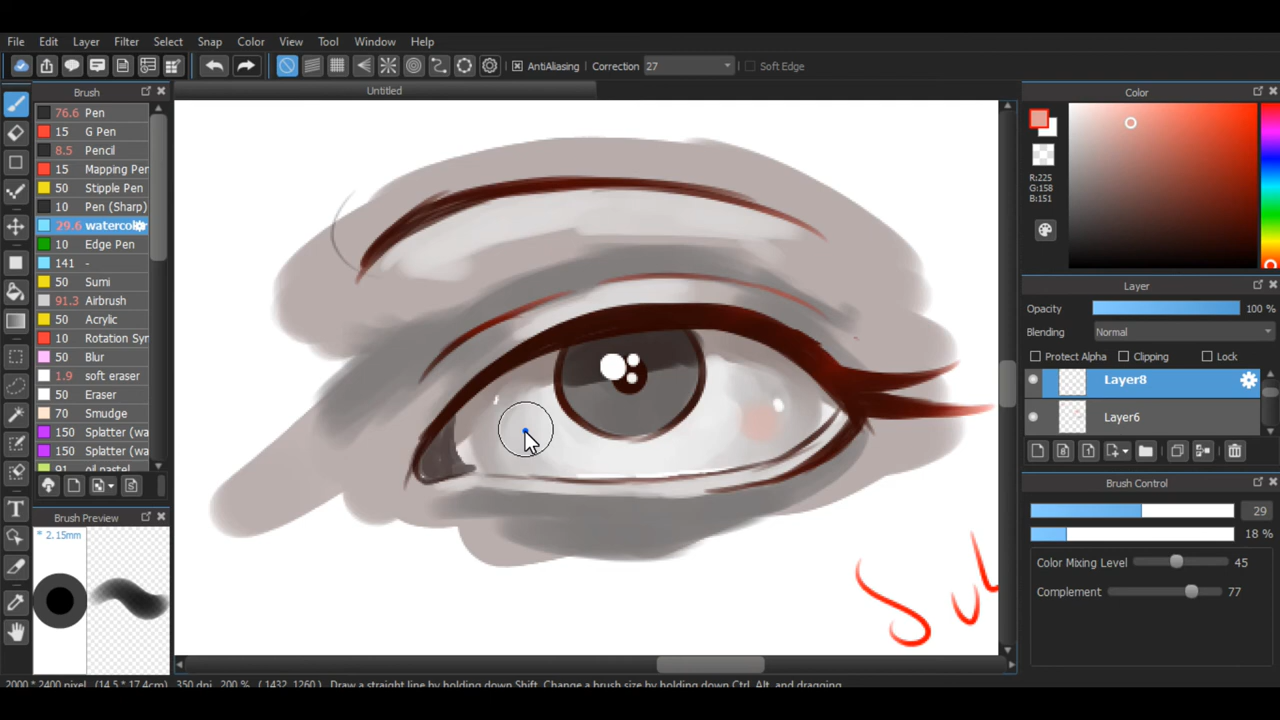 File Edit Layer Filter Select Snap Color View Tool Window Help
AntiAliasing Correction 27 Soft Edge
Brush
Untitled
Color
76.6 Pen
15 G Pen
8.5 Pencil
15 Mapping Pen
50 Stipple Pen
10 Pen (Sharp)
29.6 watercol
10 Edge Pen
141 -
50 Sumi
91.3 Airbrush
50 Acrylic
10 Rotation Syn
50 Blur
1.9 soft eraser
50 Eraser
70 Smudge
150 Splatter (wa
150 Splatter (wa
91 oil pastel
R:225
G:158
B:151
Layer
Opacity 100 %
Blending Normal
Protect Alpha Clipping Lock
Layer8
Layer6
Brush Preview
* 2.15mm
Brush Control
29
18 %
Color Mixing Level 45
Complement 77
Su
2000 * 2400 pixel (14.5 * 17.4cm) 350 dpi 200 % ( 1432, 1260 ) Draw a straight line by holding down Shift, Change a brush size by holding down Ctrl, Alt, and dragging